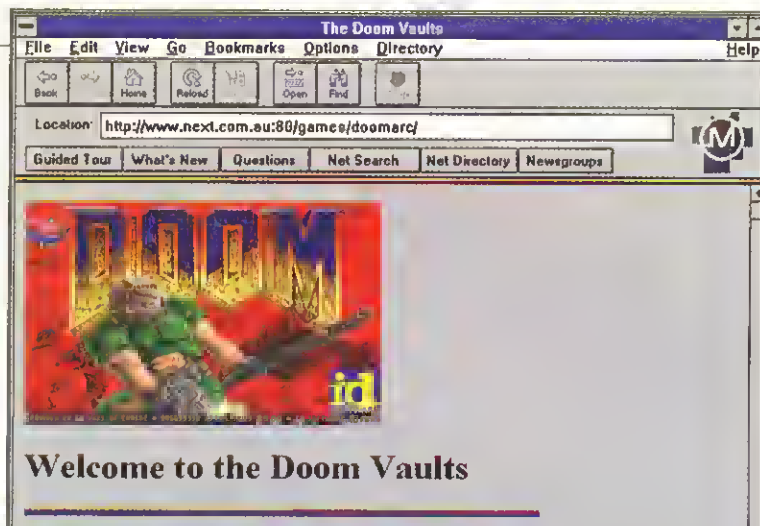 The Doom Vaults
File Edit View Go Bookmarks Options Directory Help
Back Home Reload Open Find
Location: http://www.next.com.au:80/games/doomarc/
Guided Tour What's New Questions Net Search Net Directory Newsgroups
M
DOOM
id
Welcome to the Doom Vaults